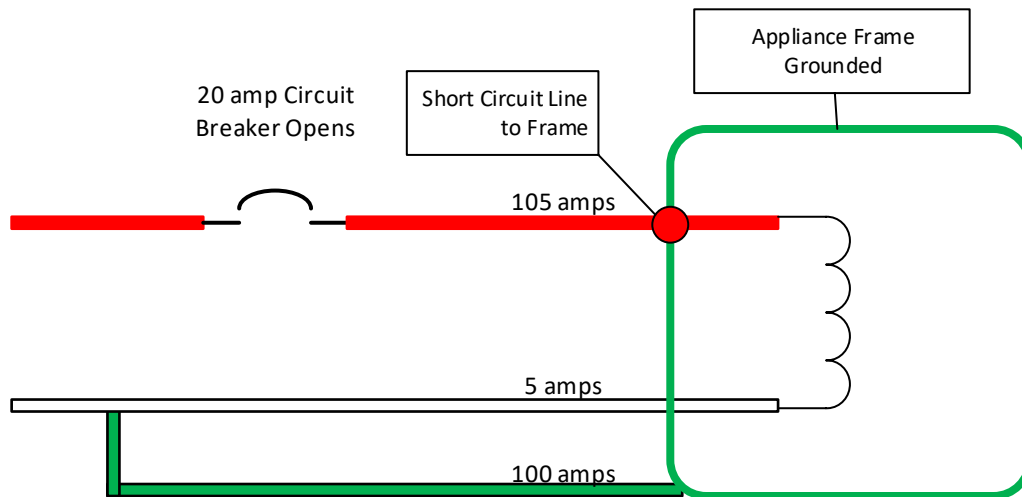 Appliance Frame
Grounded
20 amp Circuit
Breaker Opens
Short Circuit Line
to Frame
105 amps
5 amps
100 amps